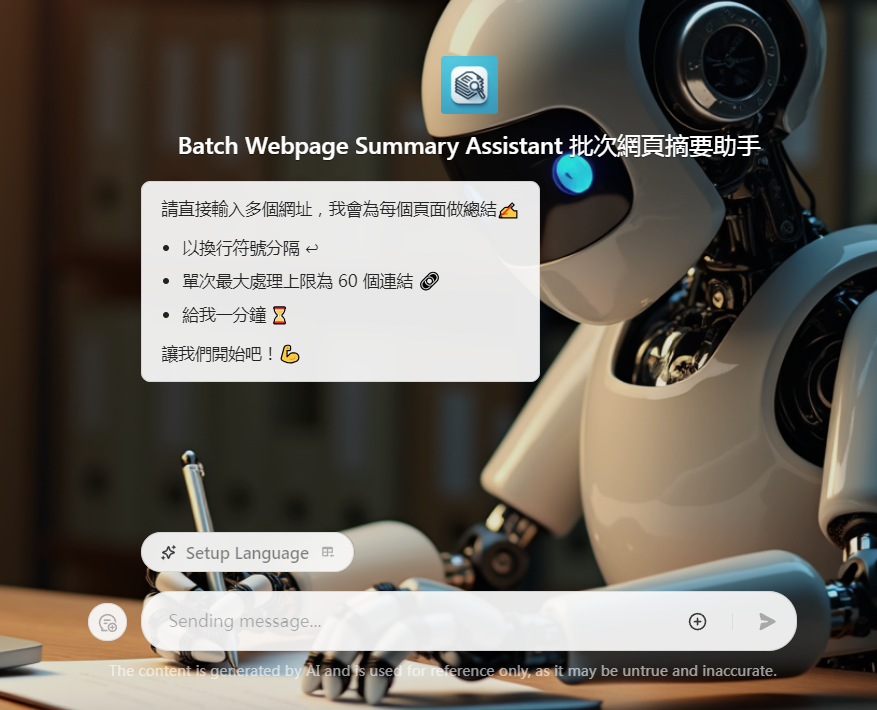 Batch Webpage Summary Assistant 批次網頁摘要助手
請直接輸入多個網址，我會為每個頁面做總結✍️
• 以換行符號分隔 ↩
• 單次最大處理上限為 60 個連結 🔗
• 給我一分鐘 ⏳
讓我們開始吧！💪
Setup Language
Sending message...
The content is generated by AI and is used for reference only, as it may be untrue and inaccurate.